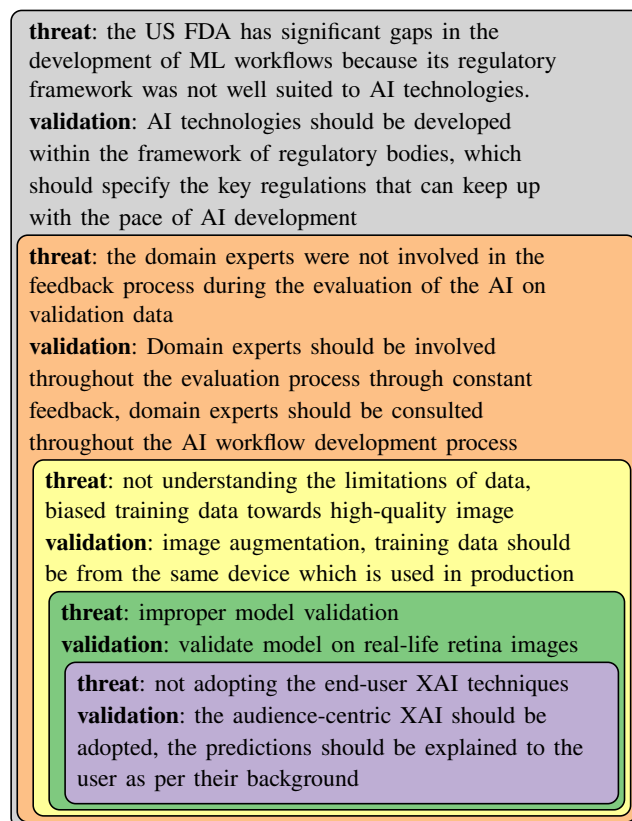 threat: the US FDA has significant gaps in the
development of ML workflows because its regulatory
framework was not well suited to AI technologies.
validation: AI technologies should be developed
within the framework of regulatory bodies, which
should specify the key regulations that can keep up
with the pace of AI development
threat: the domain experts were not involved in the
feedback process during the evaluation of the AI on
validation data
validation: Domain experts should be involved
throughout the evaluation process through constant
feedback, domain experts should be consulted
throughout the AI workflow development process
threat: not understanding the limitations of data,
biased training data towards high-quality image
validation: image augmentation, training data should
be from the same device which is used in production
threat: improper model validation
validation: validate model on real-life retina images
threat: not adopting the end-user XAI techniques
validation: the audience-centric XAI should be
adopted, the predictions should be explained to the
user as per their background